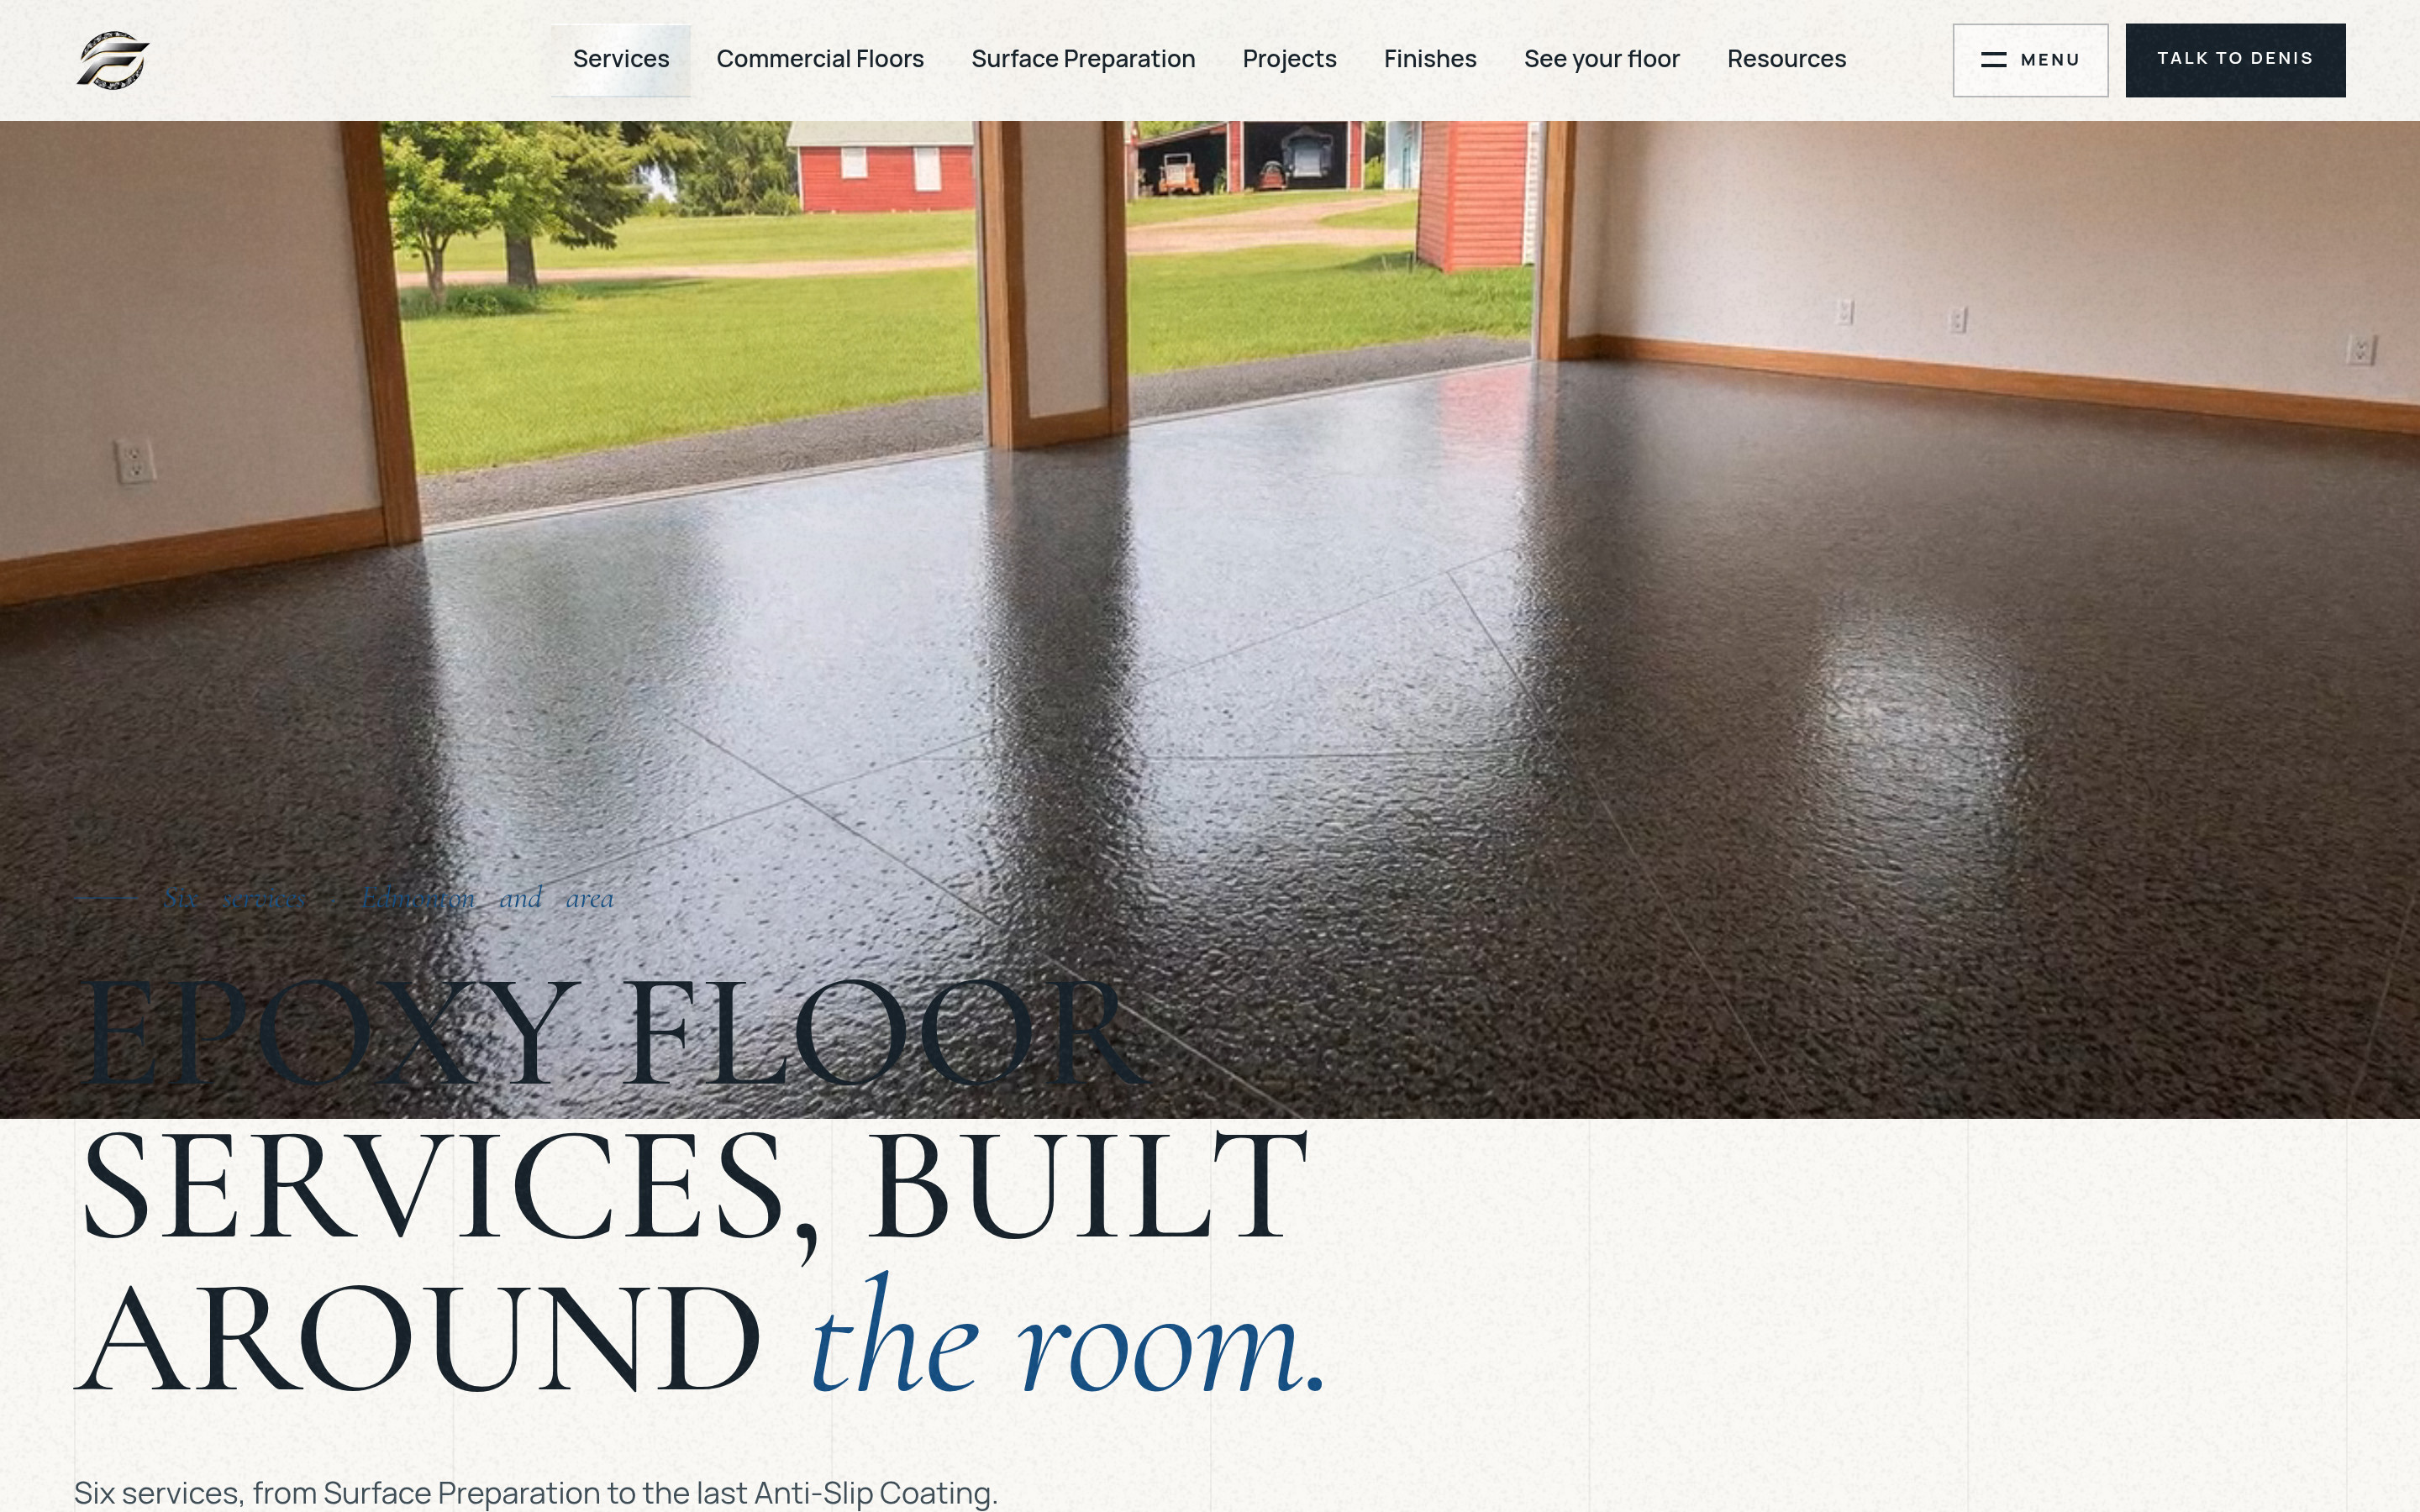 Services Commercial Floors Surface Preparation Projects Finishes See your floor Resources MENU TALK TO DENIS
Six services Edmonton and area
EPOXY FLOOR
SERVICES, BUILT
AROUND the room.
Six services, from Surface Preparation to the last Anti-Slip Coating.